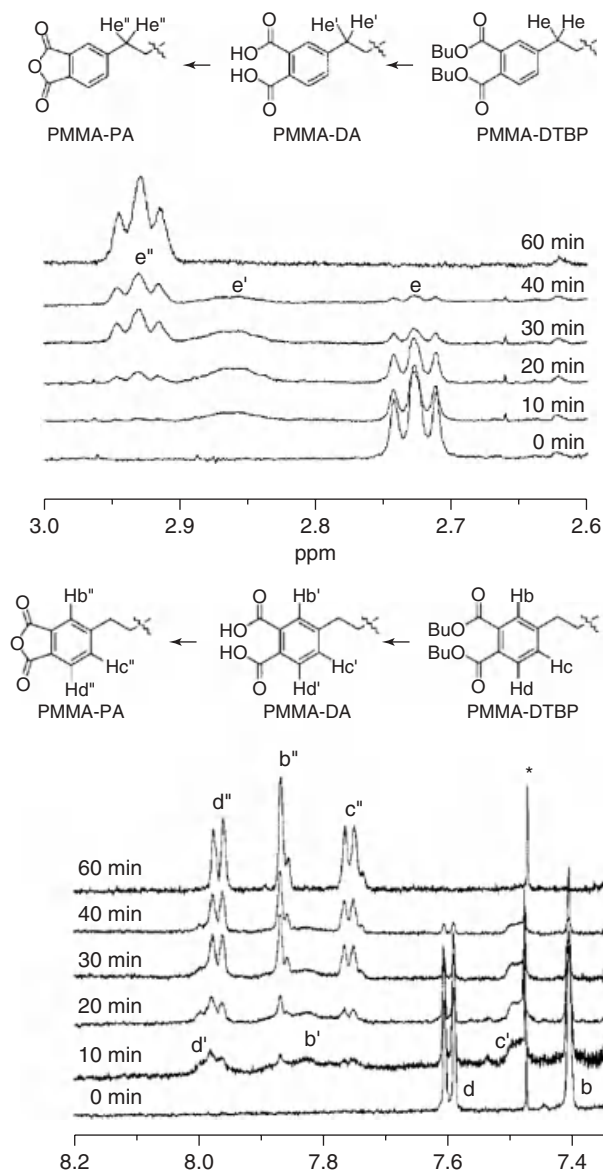 He" He" He' He' He He
O O O HO O HO O BuO O BuO O
PMMA-PA PMMA-DA PMMA-DTBP
60 min
e" e' e 40 min
30 min
20 min
10 min
0 min
3.0 2.9 2.8 2.7 2.6
ppm
Hb" Hb' Hb
O O O O HO HO O O BuO BuO O
Hc" Hc' Hc
Hd" Hd' Hd
PMMA-PA PMMA-DA PMMA-DTBP
b" *
d" c"
60 min
40 min
30 min
20 min
d' b' c'
10 min
0 min d b
8.2 8.0 7.8 7.6 7.4